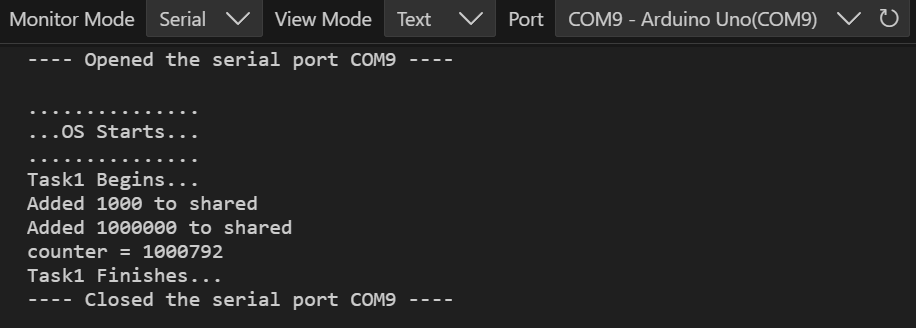 Monitor Mode Serial View Mode Text Port COM9 - Arduino Uno(COM9)
---- Opened the serial port COM9 ----
...............
...OS Starts...
...............
Task1 Begins...
Added 1000 to shared
Added 1000000 to shared
counter = 1000792
Task1 Finishes...
---- Closed the serial port COM9 ----